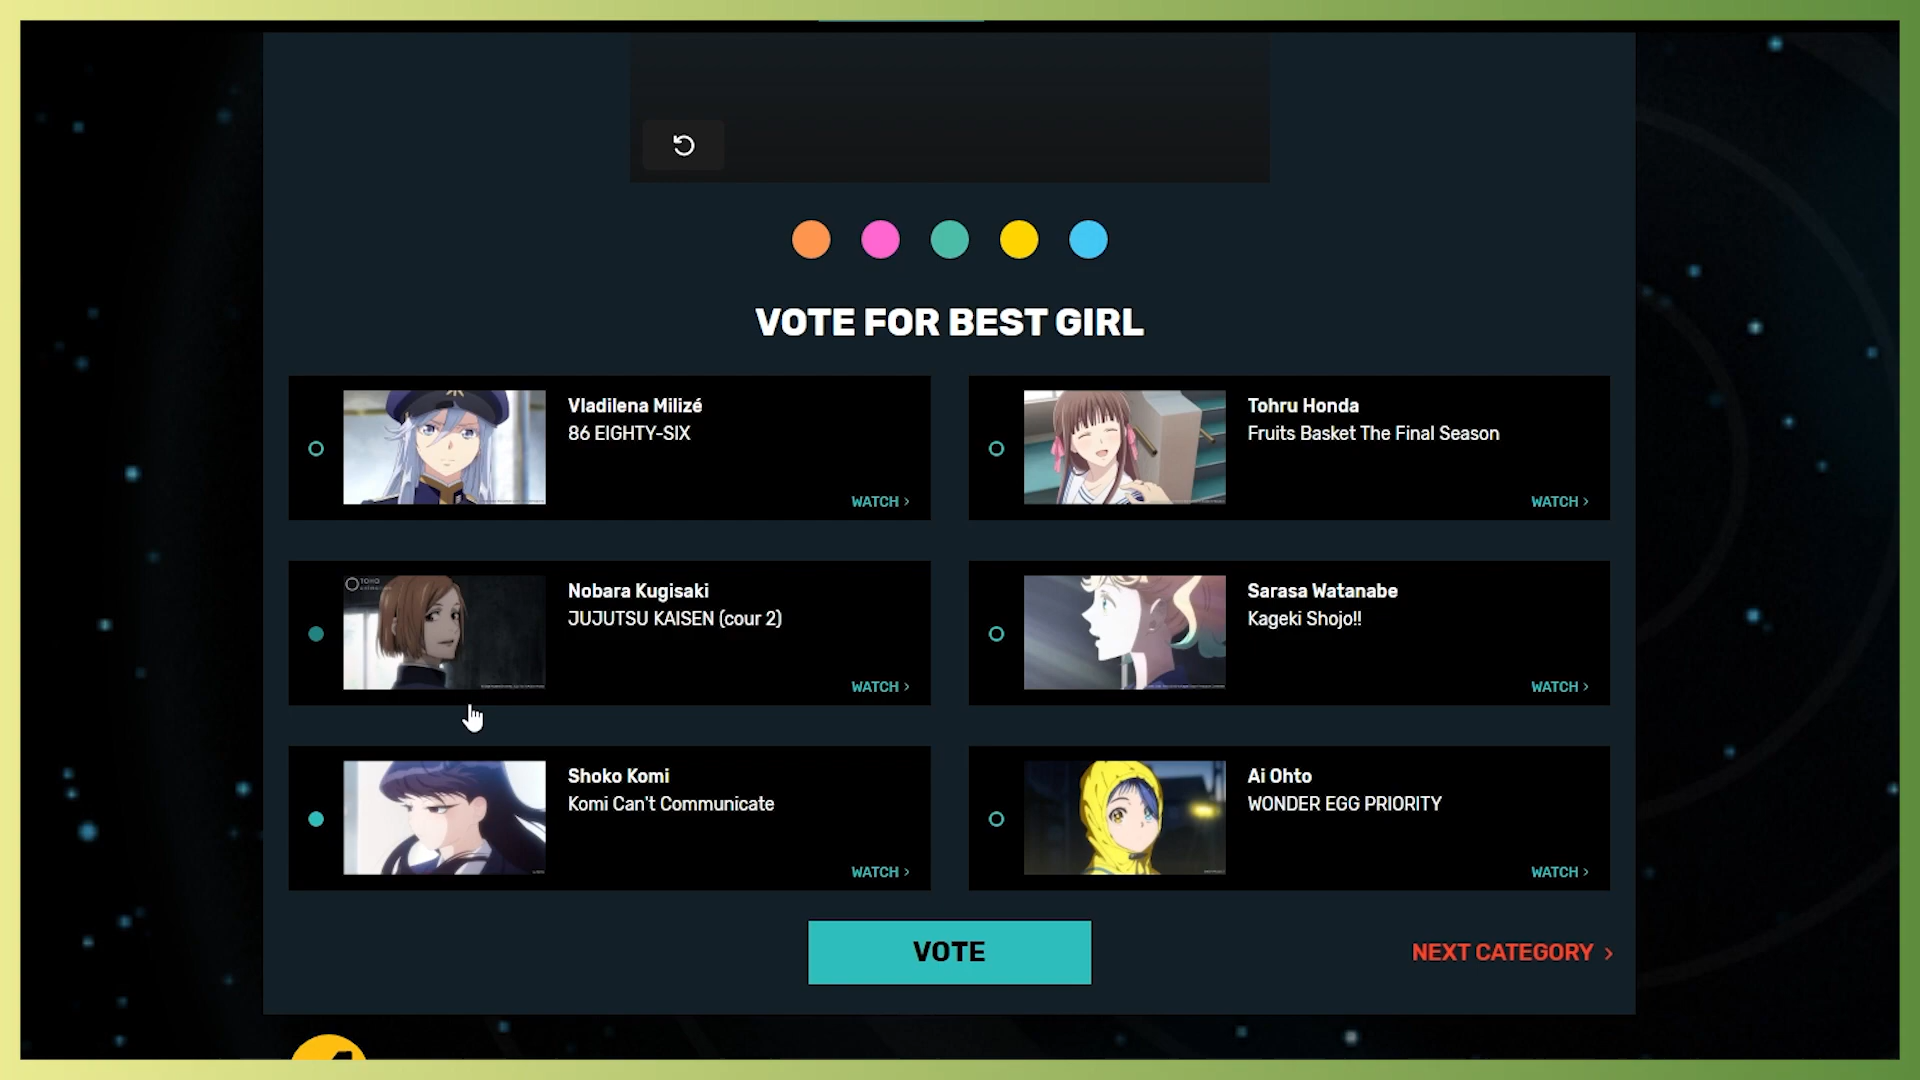 VOTE FOR BEST GIRL
Vladilena Milizé
86 EIGHTY-SIX
WATCH >
Tohru Honda
Fruits Basket The Final Season
WATCH >
TOHO
Nobara Kugisaki
JUJUTSU KAISEN (cour 2)
WATCH >
Sarasa Watanabe
Kageki Shojo!!
WATCH >
Shoko Komi
Komi Can't Communicate
WATCH >
Ai Ohto
WONDER EGG PRIORITY
WATCH >
VOTE
NEXT CATEGORY >